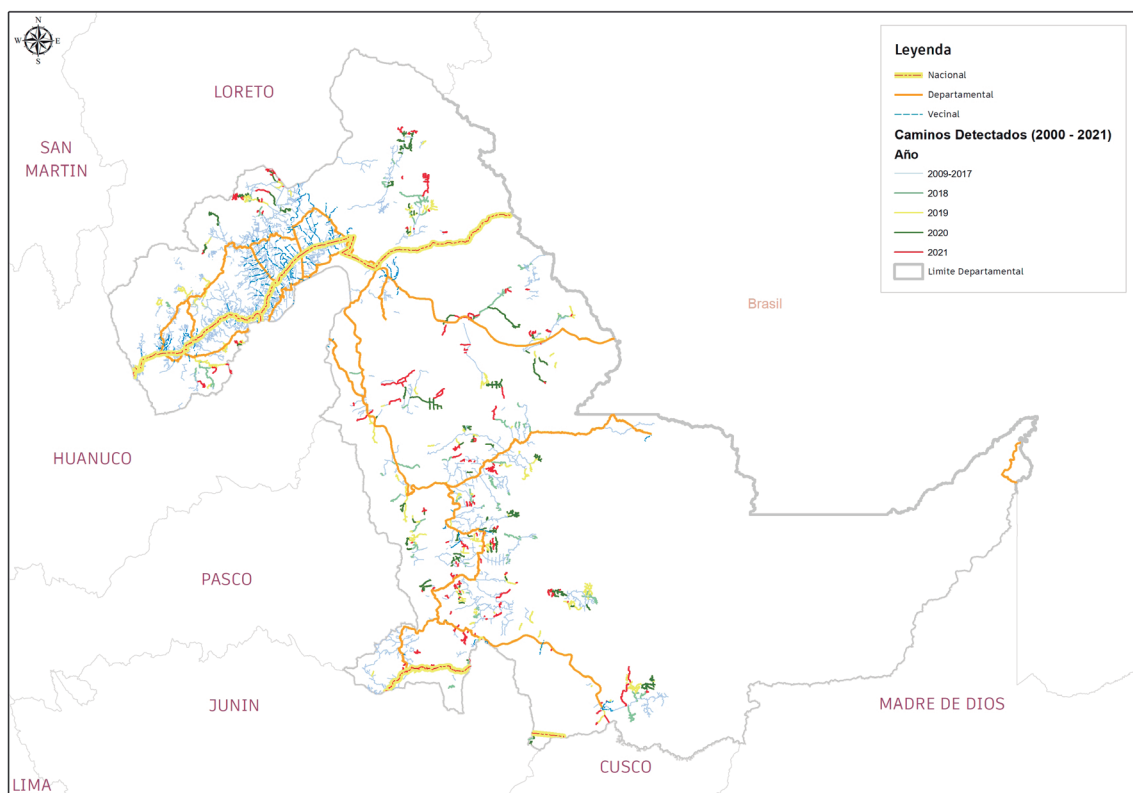 N
W E
S
LORETO
SAN
MARTIN
HUANUCO
PASCO
JUNIN
LIMA
CUSCO
MADRE DE DIOS
Brasil
Leyenda
Nacional
Departamental
Vecinal
Caminos Detectados (2000 - 2021)
Año
2009-2017
2018
2019
2020
2021
Limite Departamental